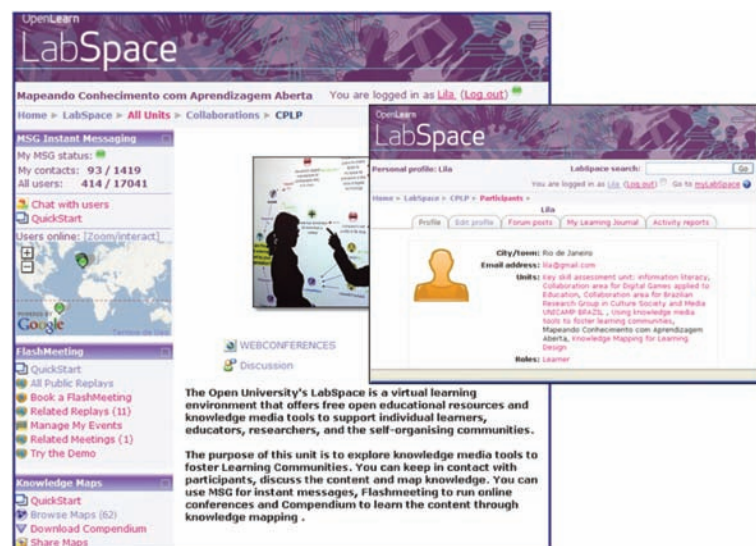 OpenLearn
LabSpace
Mapeando Conhecimento com Aprendizagem Aberta You are logged in as Lila (Log out)
Home ► LabSpace ► All Units ► Collaborations ► CPLP
MSG Instant Messaging
My MSG status:
My contacts: 93 / 1419
All users: 414 / 17041
Chat with users
QuickStart
Users online: [Zoom/interact]
POWERED BY
Google
Termos de Uso
FlashMeeting
QuickStart
All Public Replays
Book a FlashMeeting
Related Replays (11)
Manage My Events
Related Meetings (1)
Try the Demo
Knowledge Maps
QuickStart
Browse Maps (62)
Download Compendium
Share Maps
WEBCONFERENCES
Discussion
The Open University's LabSpace is a virtual learning
environment that offers free open educational resources and
knowledge media tools to support individual learners,
educators, researchers, and the self-organising communities.
The purpose of this unit is to explore knowledge media tools to
foster Learning Communities. You can keep in contact with
participants, discuss the content and map knowledge. You can
use MSG for instant messages, Flashmeeting to run online
conferences and Compendium to learn the content through
knowledge mapping .
OpenLearn
LabSpace
Personal profile: Lila LabSpace search: Go
You are logged in as Lila (Log out) Go to myLabSpace
Home ► LabSpace ► CPLP ► Participants ►
Lila
Profile Edit profile Forum posts My Learning Journal Activity reports
City/town: Rio de Janeiro
Email address: lila@gmail.com
Units: Key skill assessment unit: information literacy,
Collaboration area for Digital Games applied to
Education, Collaboration area for Brazilian
Research Group in Culture Society and Media
UNICAMP BRAZIL , Using knowledge media
tools to foster learning communities,
Mapeando Conhecimento com Aprendizagem
Aberta, Knowledge Mapping for Learning
Design
Roles: Learner